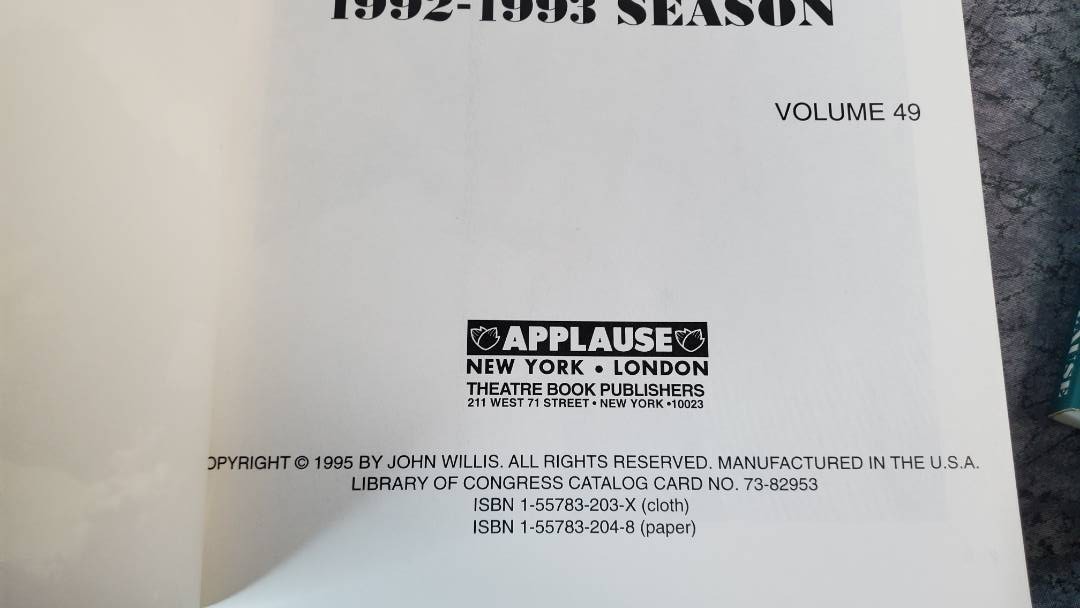 1992-1993 SEASON
VOLUME 49
APPLAUSE
NEW YORK • LONDON
THEATRE BOOK PUBLISHERS
211 WEST 71 STREET • NEW YORK •10023
OPYRIGHT © 1995 BY JOHN WILLIS. ALL RIGHTS RESERVED. MANUFACTURED IN THE U.S.A.
LIBRARY OF CONGRESS CATALOG CARD NO. 73-82953
ISBN 1-55783-203-X (cloth)
ISBN 1-55783-204-8 (paper)